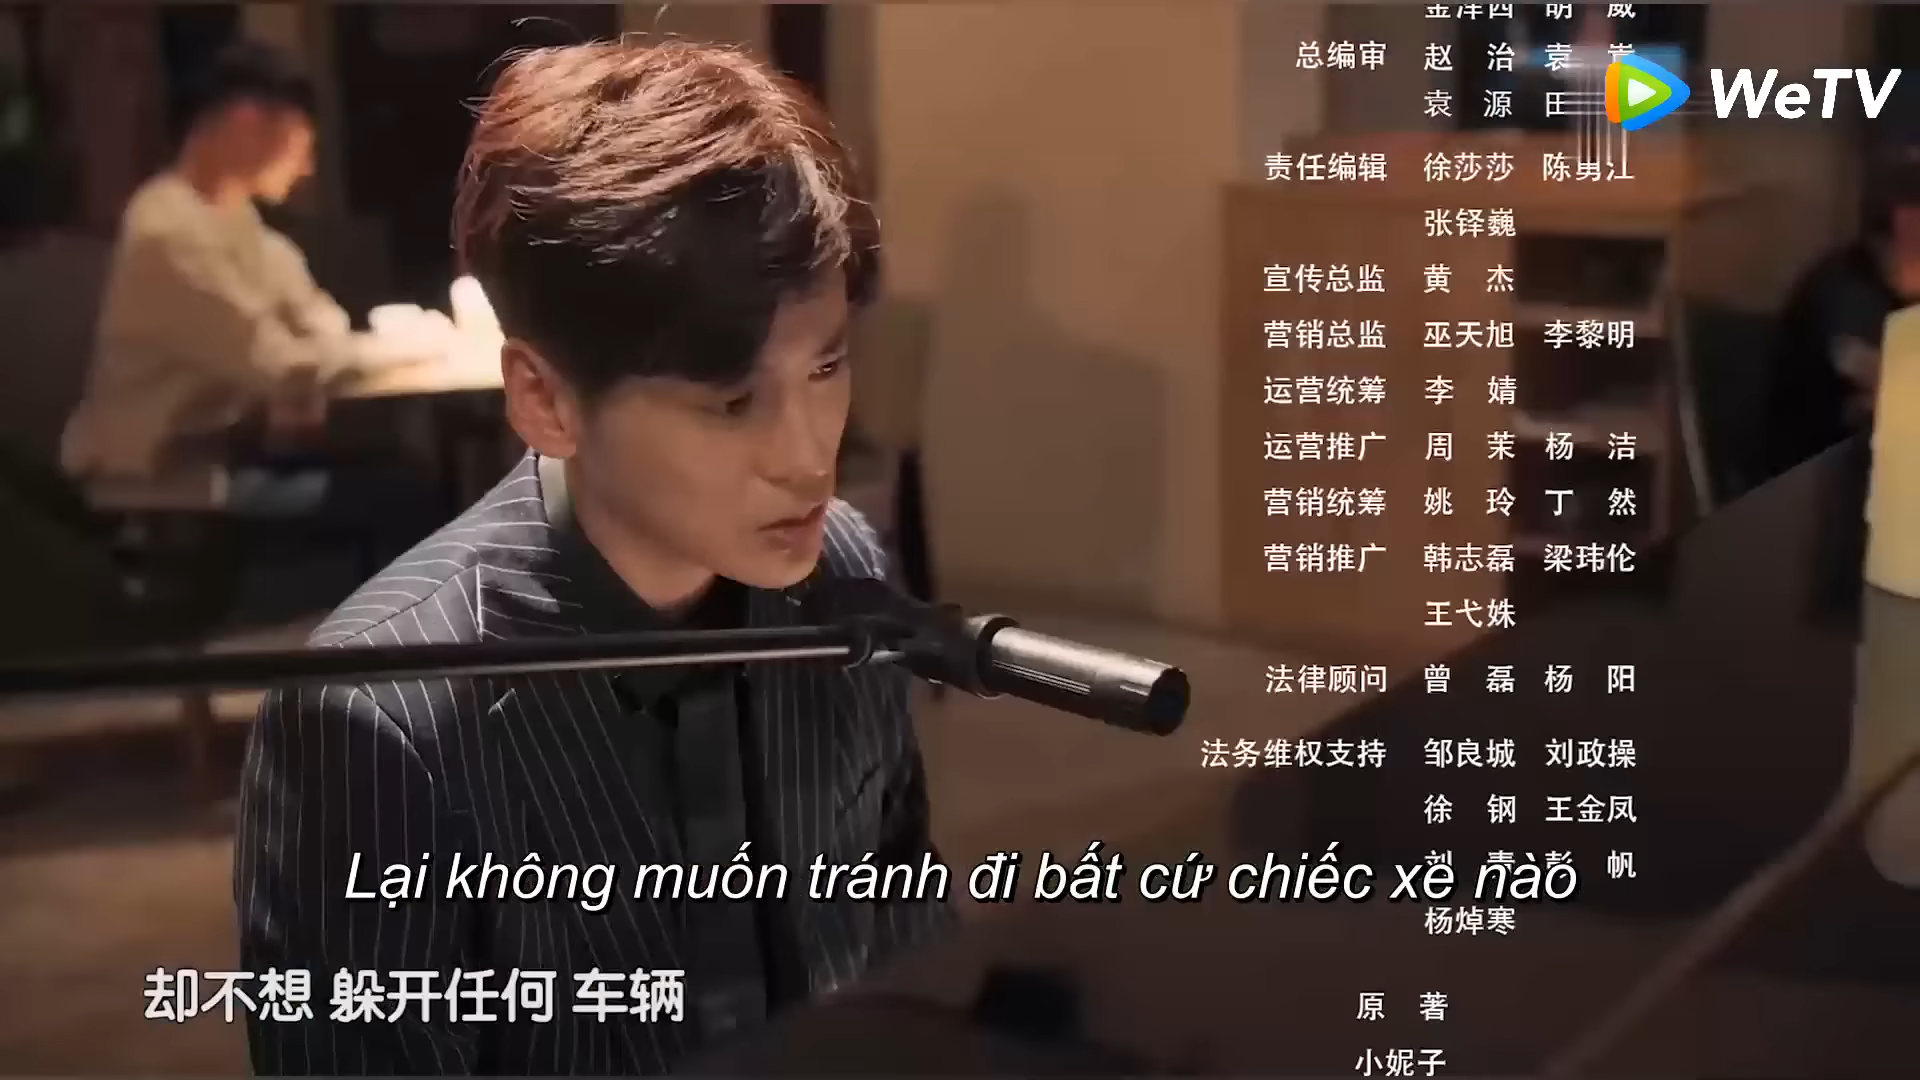 总编审 赵 治 袁
袁 源 田
WeTV
责任编辑 徐莎莎 陈勇江
张铎巍
宣传总监 黄 杰
营销总监 巫天旭 李黎明
运营统筹 李 婧
运营推广 周 茉 杨 洁
营销统筹 姚 玲 丁 然
营销推广 韩志磊 梁玮伦
王弋姝
法律顾问 曾 磊 杨 阳
法务维权支持 邹良城 刘政操
徐 钢 王金凤
帆
Lại không muốn tránh đi bất cứ chiếc xe nào
杨焯寒
却不想 躲开任何 车辆
原 著
小妮子